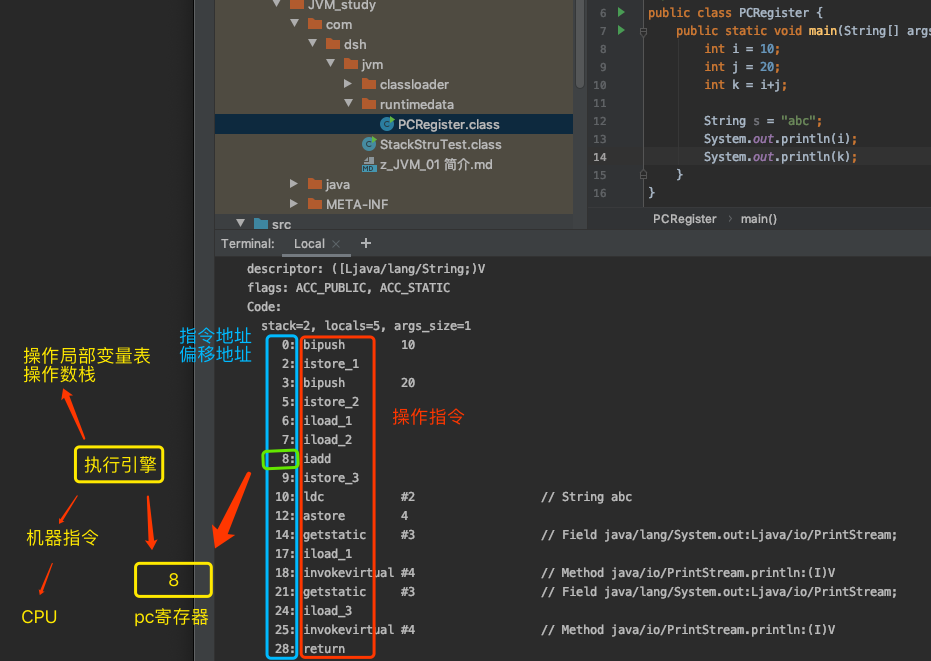 JVM_study
com
dsh
jvm
classloader
runtimedata
PCRegister.class
StackStruTest.class
z_JVM_01 简介.md
java
META-INF
src
6 public class PCRegister {
7 public static void main(String[] args
8 int i = 10;
9 int j = 20;
10 int k = i+j;
11
12 String s = "abc";
13 System.out.println(i);
14 System.out.println(k);
15 }
16 }
PCRegister › main()
Terminal: Local × +
descriptor: ([Ljava/lang/String;)V
flags: ACC_PUBLIC, ACC_STATIC
Code:
stack=2, locals=5, args_size=1
0: bipush 10
2: istore_1
3: bipush 20
5: istore_2
6: iload_1
7: iload_2
8: iadd
9: istore_3
10: ldc #2 // String abc
12: astore 4
14: getstatic #3 // Field java/lang/System.out:Ljava/io/PrintStream;
17: iload_1
18: invokevirtual #4 // Method java/io/PrintStream.println:(I)V
21: getstatic #3 // Field java/lang/System.out:Ljava/io/PrintStream;
24: iload_3
25: invokevirtual #4 // Method java/io/PrintStream.println:(I)V
28: return
指令地址
偏移地址
操作指令
操作局部变量表
操作数栈
执行引擎
机器指令
CPU
8
pc寄存器